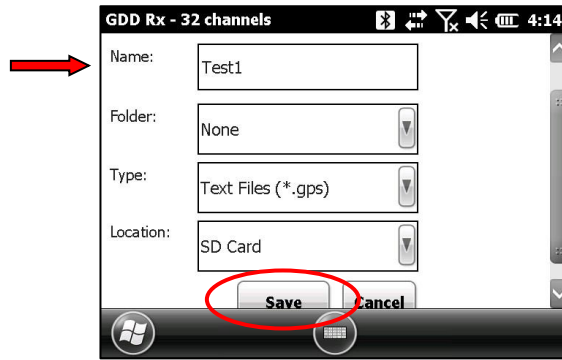 GDD Rx - 32 channels 4:14
Name: Test1
Folder: None
Type: Text Files (*.gps)
Location: SD Card
Save Cancel